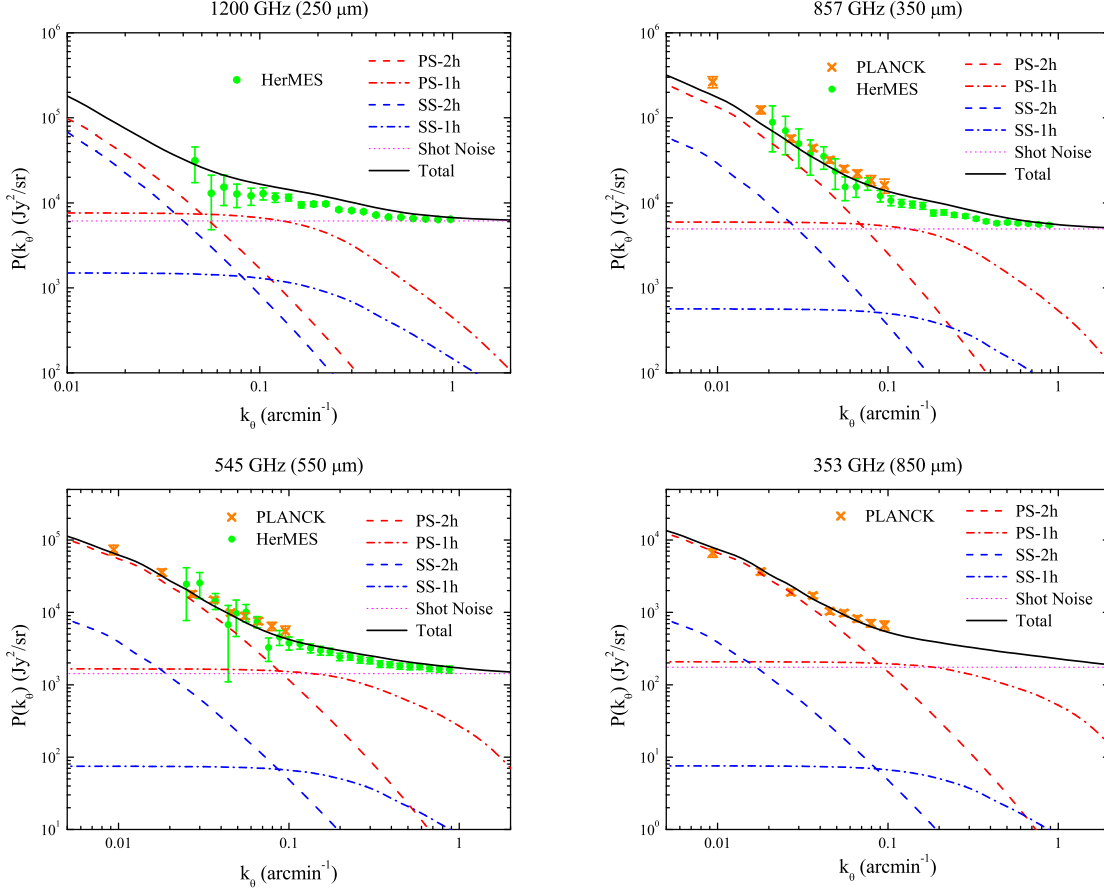 1200 GHz (250 μm)
10^6
10^5
10^4
10^3
10^2
P(k_θ) (Jy^2/sr)
0.01
0.1
1
k_θ (arcmin^-1)
HerMES
PS-2h
PS-1h
SS-2h
SS-1h
Shot Noise
Total
857 GHz (350 μm)
10^6
10^5
10^4
10^3
10^2
P(k_θ) (Jy^2/sr)
0.01
0.1
1
k_θ (arcmin^-1)
PLANCK
HerMES
PS-2h
PS-1h
SS-2h
SS-1h
Shot Noise
Total
545 GHz (550 μm)
10^5
10^4
10^3
10^2
10^1
P(k_θ) (Jy^2/sr)
0.01
0.1
1
k_θ (arcmin^-1)
PLANCK
HerMES
PS-2h
PS-1h
SS-2h
SS-1h
Shot Noise
Total
353 GHz (850 μm)
10^4
10^3
10^2
10^1
10^0
P(k_θ) (Jy^2/sr)
0.01
0.1
1
k_θ (arcmin^-1)
PLANCK
PS-2h
PS-1h
SS-2h
SS-1h
Shot Noise
Total